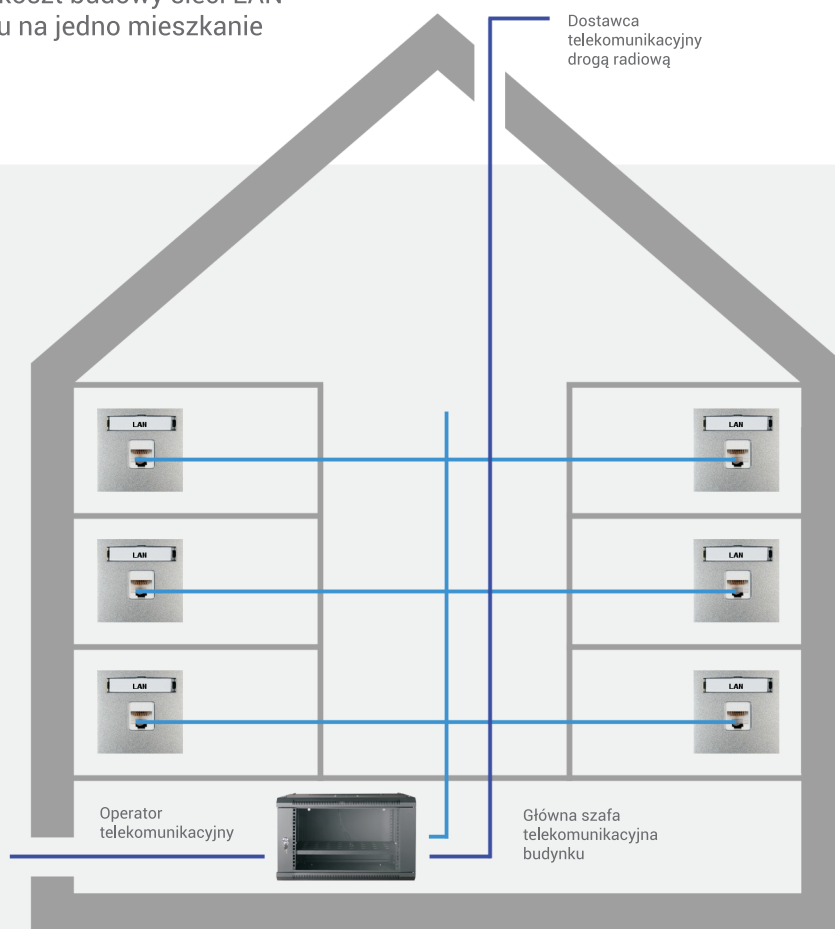 koszt budowy sieci LAN
u na jedno mieszkanie
Dostawca
telekomunikacyjny
drogą radiową
LAN
LAN
LAN
LAN
LAN
LAN
Operator
telekomunikacyjny
Główna szafa
telekomunikacyjna
budynku